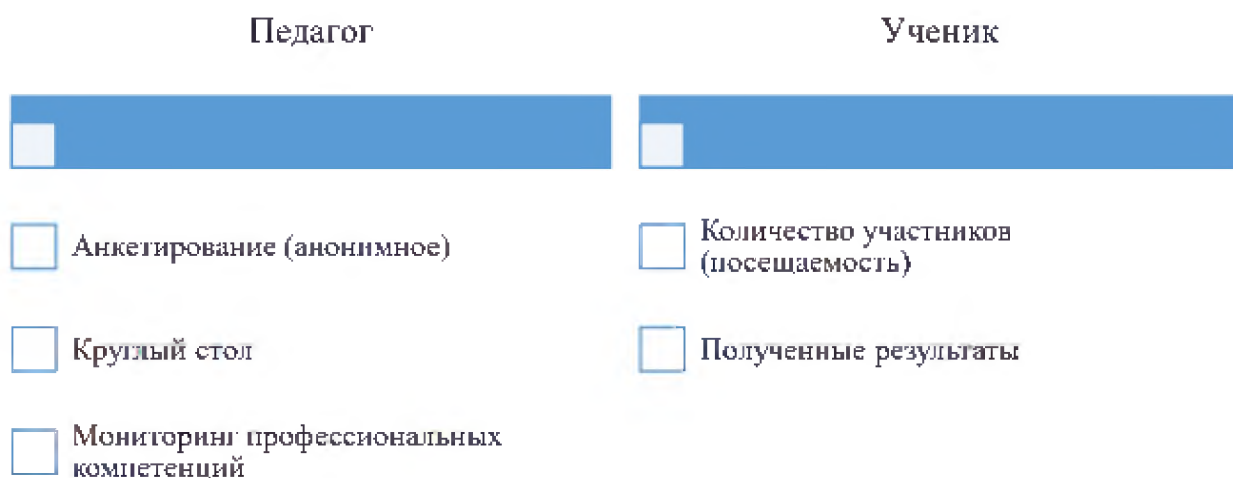 Педагог
Ученик
Анкетирование (анонимное)
Круглый стол
Мониторинг профессиональных
компетенций
Количество участников
(посещаемость)
Полученные результаты